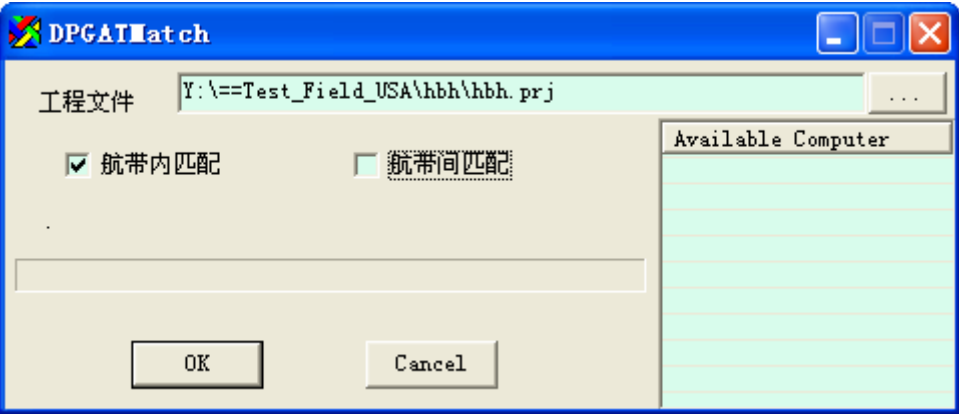 DPGATMatch
工程文件 Y:\==Test_Field_USA\hbh\hbh.prj ...
Available Computer
航带内匹配 航带间匹配
.
OK Cancel